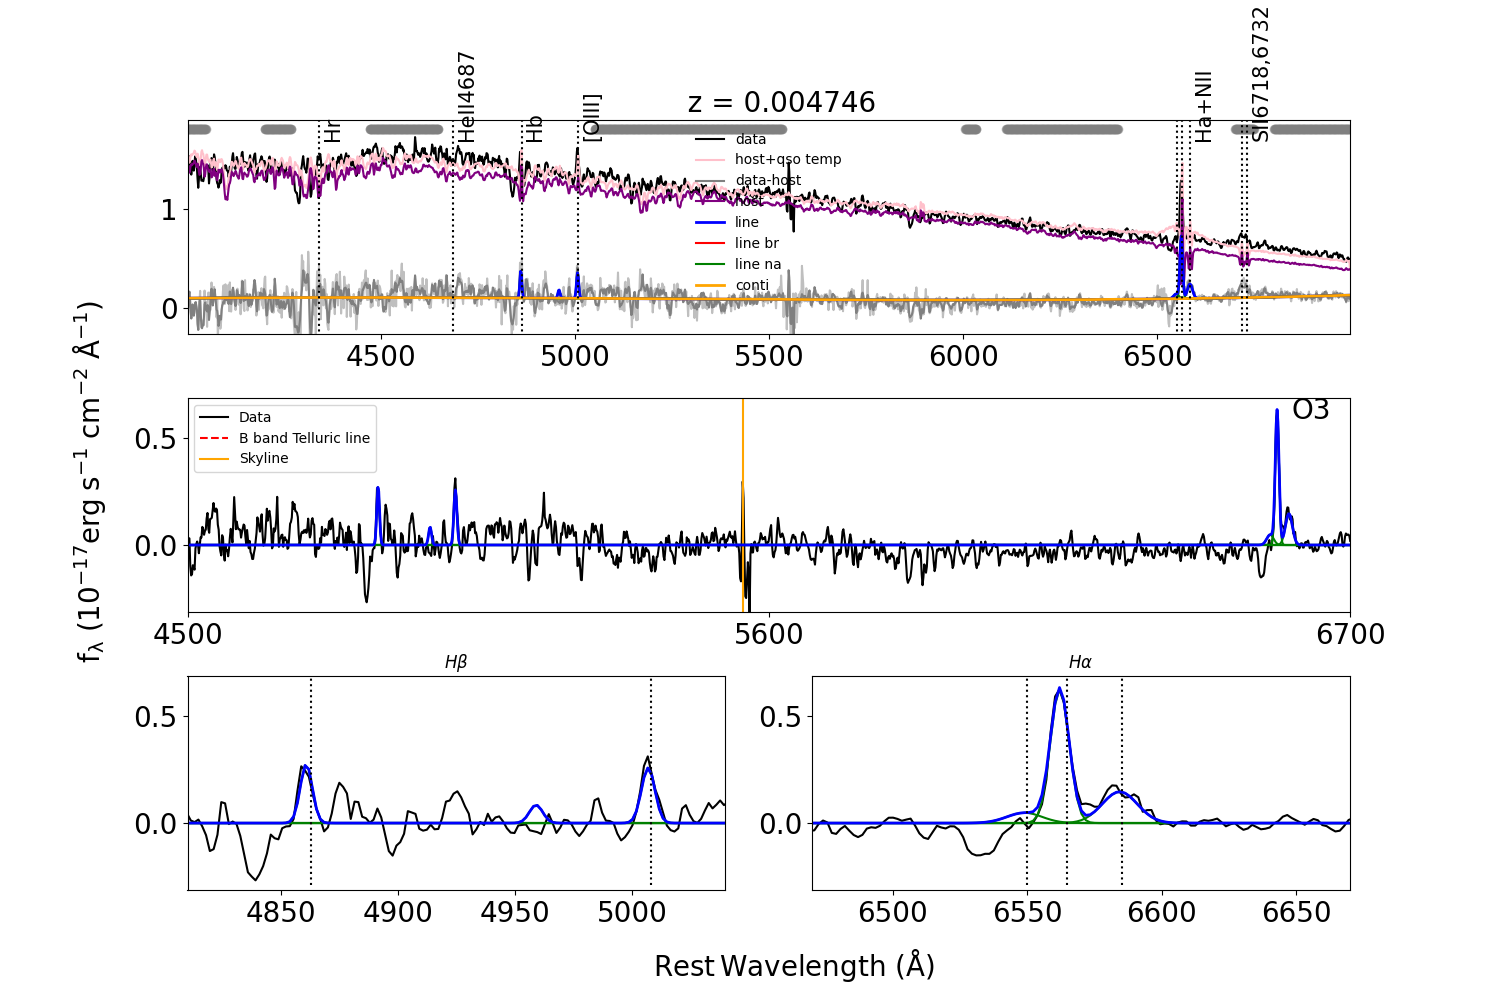 z = 0.004746
Hr
HeII4687
Hb
[OIII]
Ha+NII
SII6718,6732
data
host+qso temp
data-host
host
line
line br
line na
conti
1
0
4500 5000 5500 6000 6500
fλ (10−17erg s−1 cm−2 Å−1)
Data
B band Telluric line
Skyline
O3
0.5
0.0
4500 5600 6700
Hβ
0.5
0.0
4850 4900 4950 5000
Hα
0.5
0.0
6500 6550 6600 6650
Rest Wavelength (Å)